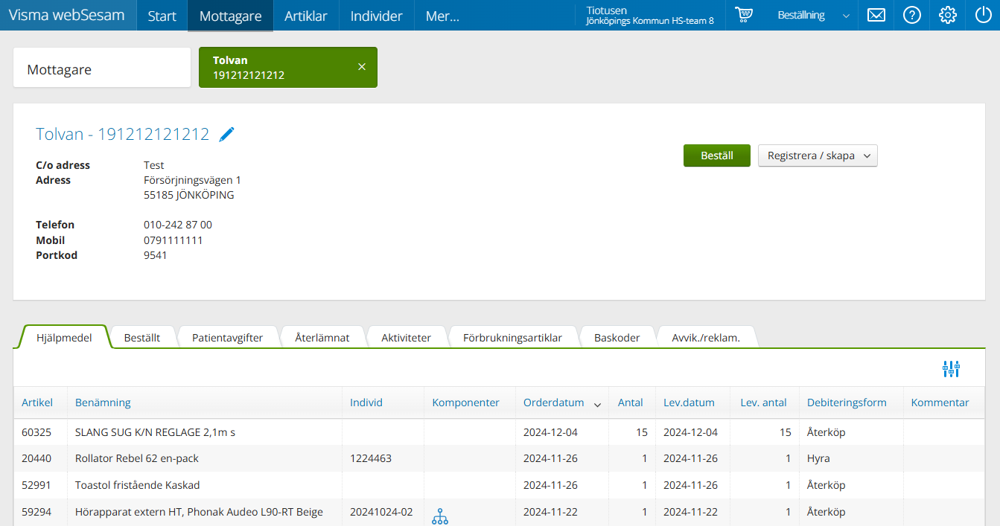 Visma webSesam Start Mottagare Artiklar Individer Mer... Tiotusen Beställning
Jönköpings Kommun HS-team 8
Mottagare
Tolvan
191212121212
Tolvan - 191212121212
Beställ Registrera / skapa
C/o adress Test
Adress Försörjningsvägen 1
55185 JÖNKÖPING
Telefon 010-242 87 00
Mobil 0791111111
Portkod 9541
Hjälpmedel Beställt Patientavgifter Återlämnat Aktiviteter Förbrukningsartiklar Baskoder Avvik./reklam.
Artikel Benämning Individ Komponenter Orderdatum Antal Lev.datum Lev. antal Debiteringsform Kommentar
60325 SLANG SUG K/N REGLAGE 2,1m s 2024-12-04 15 2024-12-04 15 Återköp
20440 Rollator Rebel 62 en-pack 1224463 2024-11-26 1 2024-11-26 1 Hyra
52991 Toastol fristående Kaskad 2024-11-26 1 2024-11-26 1 Återköp
59294 Hörapparat extern HT, Phonak Audeo L90-RT Beige 20241024-02 2024-11-22 1 2024-11-22 1 Återköp